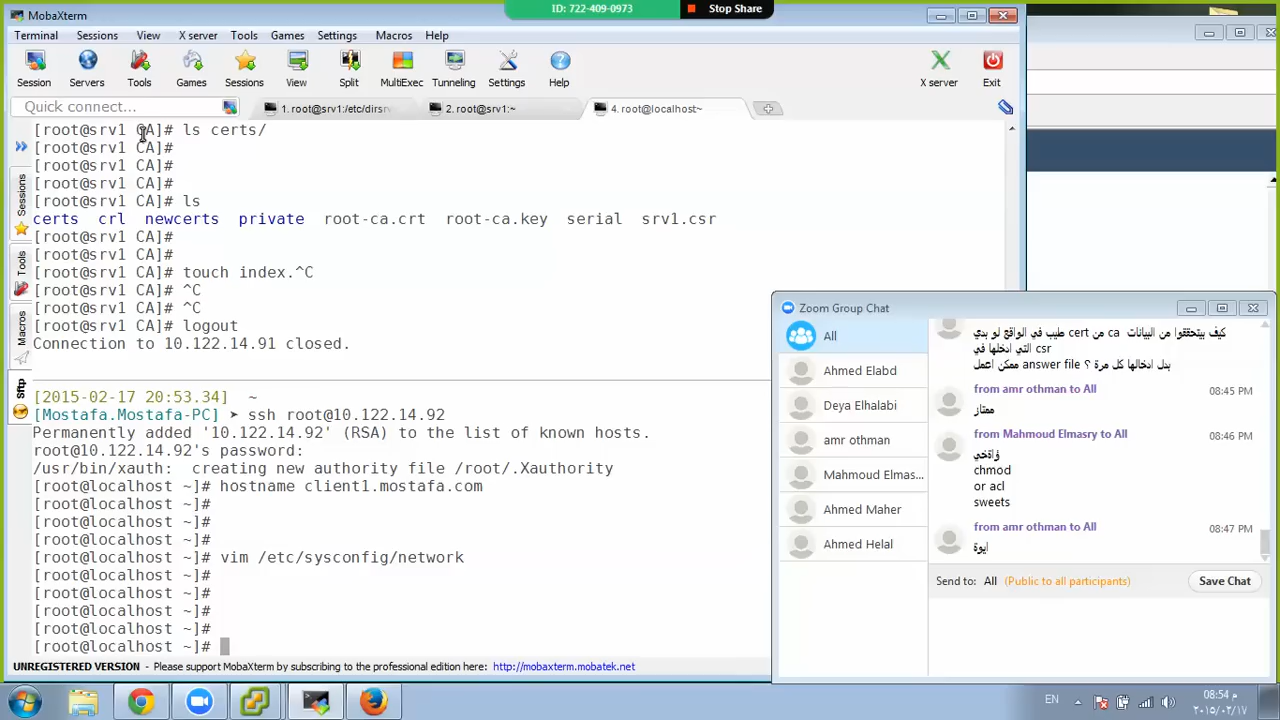 ID: 722-409-0973
Stop Share
MobaXterm
Terminal Sessions View X server Tools Games Settings Macros Help
Session Servers Tools Games Sessions View Split MultiExec Tunneling Settings Help X server Exit
Quick connect...
1. root@srv1:/etc/dirsrv
2. root@srv1:~
4. root@localhost~
Sessions
Tools
Macros
Sftp
[root@srv1 CA]# ls certs/
[root@srv1 CA]#
[root@srv1 CA]#
[root@srv1 CA]#
[root@srv1 CA]# ls
certs crl newcerts private root-ca.crt root-ca.key serial srv1.csr
[root@srv1 CA]#
[root@srv1 CA]#
[root@srv1 CA]# touch index.^C
[root@srv1 CA]# ^C
[root@srv1 CA]# ^C
[root@srv1 CA]# logout
Connection to 10.122.14.91 closed.
[2015-02-17 20:53.34] ~
[Mostafa.Mostafa-PC] ➤ ssh root@10.122.14.92
Permanently added '10.122.14.92' (RSA) to the list of known hosts.
root@10.122.14.92's password:
/usr/bin/xauth: creating new authority file /root/.Xauthority
[root@localhost ~]# hostname client1.mostafa.com
[root@localhost ~]#
[root@localhost ~]#
[root@localhost ~]#
[root@localhost ~]# vim /etc/sysconfig/network
[root@localhost ~]#
[root@localhost ~]#
[root@localhost ~]#
[root@localhost ~]#
[root@localhost ~]#
UNREGISTERED VERSION - Please support MobaXterm by subscribing to the professional edition here: http://mobaxterm.mobatek.net
Zoom Group Chat
All
Ahmed Elabd
Deya Elhalabi
amr othman
Mahmoud Elmas...
Ahmed Maher
Ahmed Helal
كيف بيتحققوا من البيانات ca من cert طيب في الواقع لو بدي
csr التي ادخلها في
بدل ادخالها كل مرة ؟ answer file ممكن اعمل
from amr othman to All 08:45 PM
ممتاز
from Mahmoud Elmasry to All 08:46 PM
chmod
or acl
sweets
from amr othman to All 08:47 PM
ايوة
Send to: All (Public to all participants)
Save Chat
EN
08:54 م
٢٠١٥/٠٢/١٧